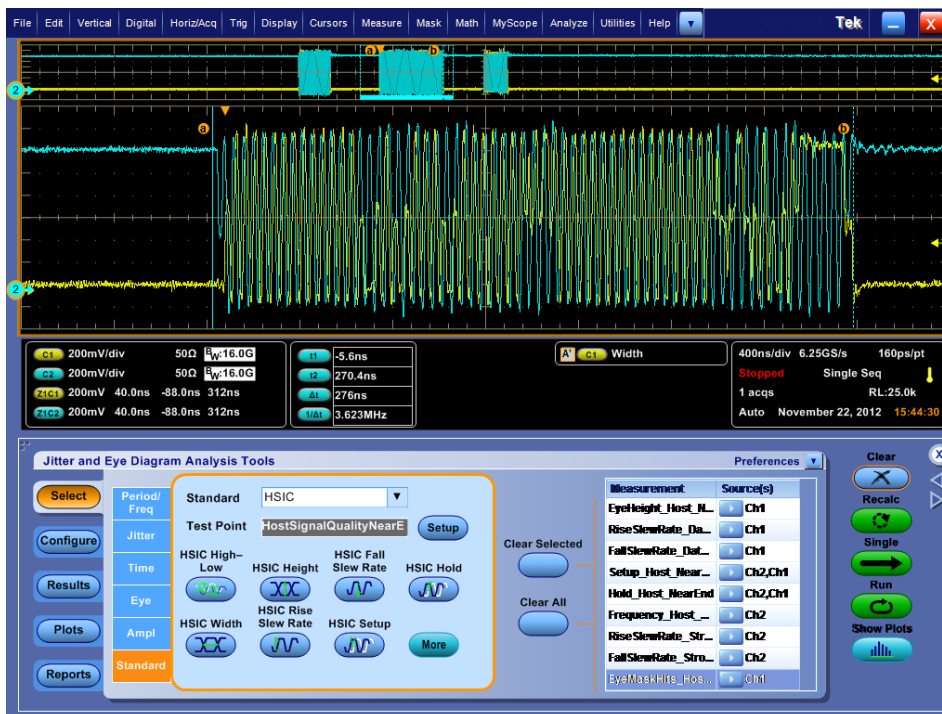 File Edit Vertical Digital Horiz/Acq Trig Display Cursors Measure Mask Math MyScope Analyze Utilities Help Tek X
a b
2
a b
2
C1 200mV/div 50Ω BW:16.0G
C2 200mV/div 50Ω BW:16.0G
Z1C1 200mV 40.0ns -88.0ns 312ns
Z1C2 200mV 40.0ns -88.0ns 312ns
t1 -5.6ns
t2 270.4ns
Δt 276ns
1/Δt 3.623MHz
A' C1 Width
400ns/div 6.25GS/s 160ps/pt
Stopped Single Seq
1 acqs RL:25.0k
Auto November 22, 2012 15:44:30
Jitter and Eye Diagram Analysis Tools
Preferences
Select
Configure
Results
Plots
Reports
Period/
Freq
Jitter
Time
Eye
Ampl
Standard
Standard HSIC
Test Point HostSignalQualityNearE Setup
HSIC High–
Low
HSIC Height
HSIC Fall
Slew Rate
HSIC Hold
HSIC Width
HSIC Rise
Slew Rate
HSIC Setup
More
Clear Selected
Clear All
Measurement Source(s)
EyeHeight_Host_N... Ch1
RiseSlewRate_Da... Ch1
FallSlewRate_Dat... Ch1
Setup_Host_Near... Ch2,Ch1
Hold_Host_NearEnd Ch2,Ch1
Frequency_Host_... Ch2
RiseSlewRate_Str... Ch2
FallSlewRate_Stro... Ch2
EyeMaskHits_Hos... Ch1
Clear
X
Recalc
Single
Run
Show Plots